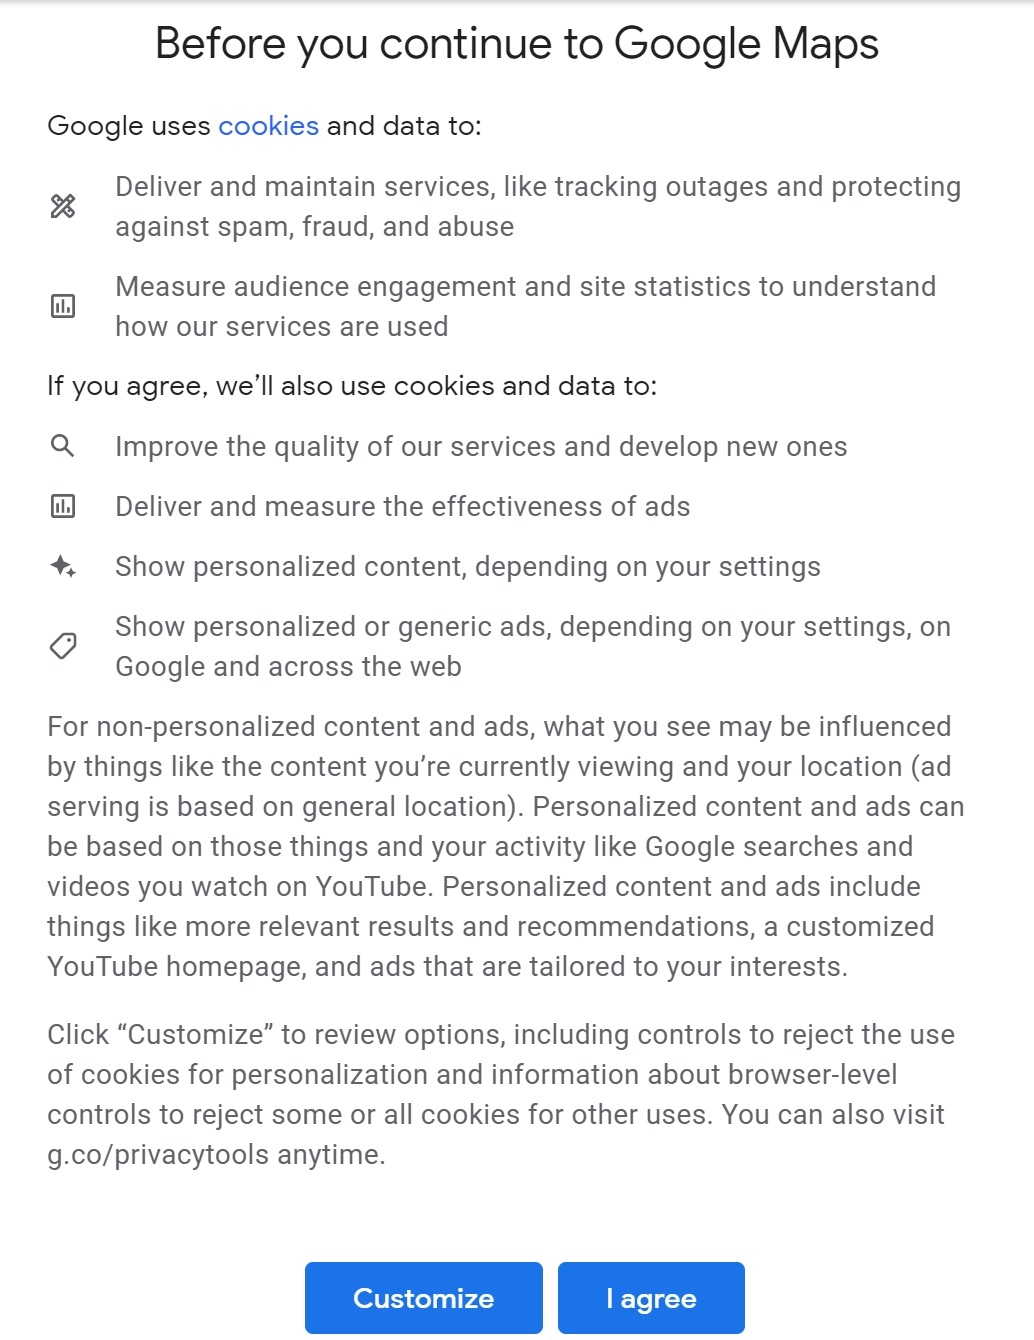 Before you continue to Google Maps
Google uses cookies and data to:
Deliver and maintain services, like tracking outages and protecting
against spam, fraud, and abuse
Measure audience engagement and site statistics to understand
how our services are used
If you agree, we’ll also use cookies and data to:
Improve the quality of our services and develop new ones
Deliver and measure the effectiveness of ads
Show personalized content, depending on your settings
Show personalized or generic ads, depending on your settings, on
Google and across the web
For non-personalized content and ads, what you see may be influenced
by things like the content you’re currently viewing and your location (ad
serving is based on general location). Personalized content and ads can
be based on those things and your activity like Google searches and
videos you watch on YouTube. Personalized content and ads include
things like more relevant results and recommendations, a customized
YouTube homepage, and ads that are tailored to your interests.
Click “Customize” to review options, including controls to reject the use
of cookies for personalization and information about browser-level
controls to reject some or all cookies for other uses. You can also visit
g.co/privacytools anytime.
Customize
I agree